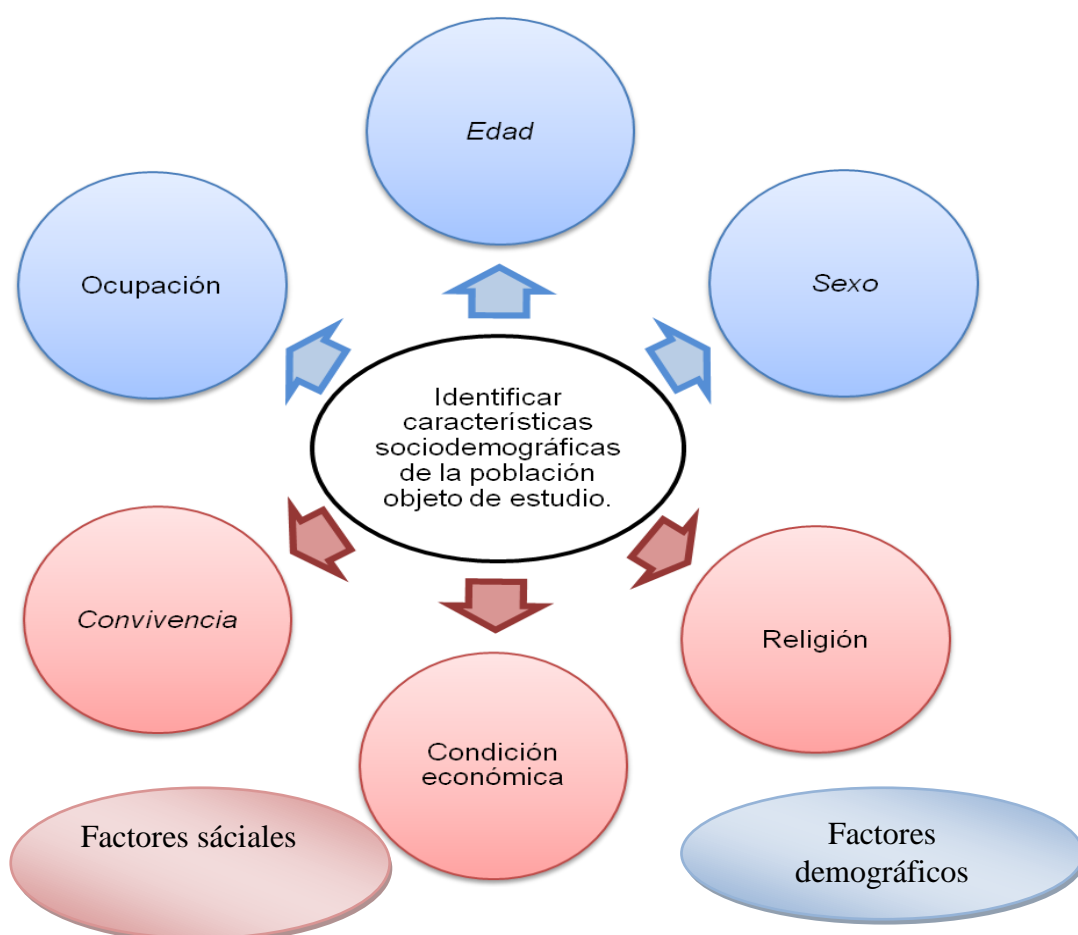 Edad
Ocupación
Sexo
Identificar
características
sociodemográficas
de la población
objeto de estudio.
Convivencia
Religión
Condición
económica
Factores sáciales
Factores
demográficos